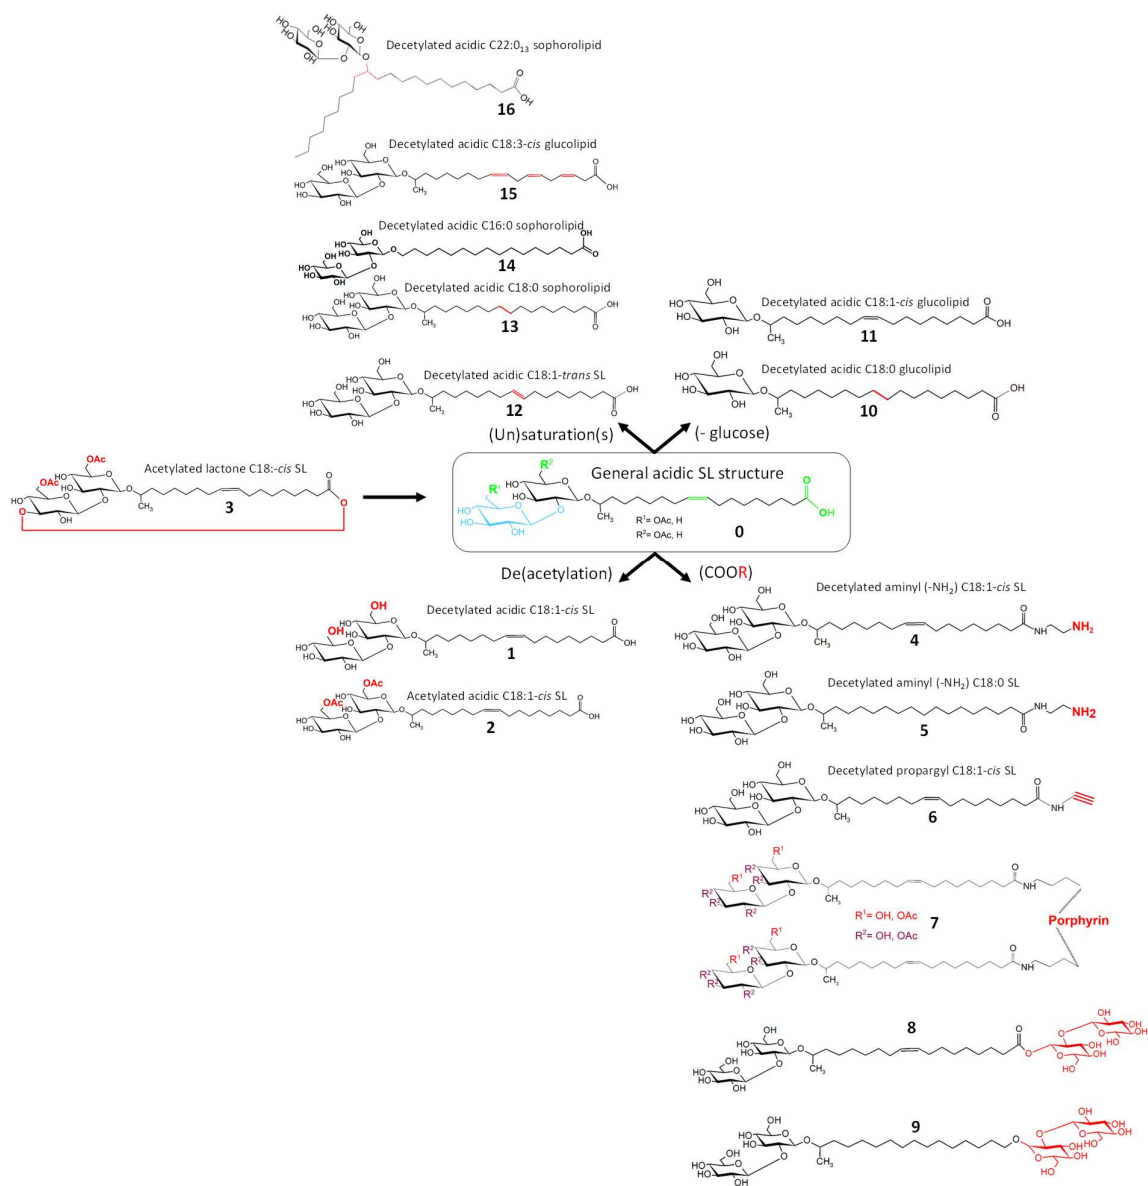 Decetylated acidic C22:0₁₃ sophorolipid
16
Decetylated acidic C18:3-cis glucolipid
15
Decetylated acidic C16:0 sophorolipid
14
Decetylated acidic C18:0 sophorolipid
13
Decetylated acidic C18:1-cis glucolipid
11
Decetylated acidic C18:1-trans SL
12
Decetylated acidic C18:0 glucolipid
10
(Un)saturation(s)
(- glucose)
Acetylated lactone C18:-cis SL
3
General acidic SL structure
R¹= OAc, H
R²= OAc, H
0
De(acetylation)
(COOR)
Decetylated acidic C18:1-cis SL
1
Acetylated acidic C18:1-cis SL
2
Decetylated aminyl (-NH₂) C18:1-cis SL
4
Decetylated aminyl (-NH₂) C18:0 SL
5
Decetylated propargyl C18:1-cis SL
6
R¹= OH, OAc
R²= OH, OAc
7
Porphyrin
8
9